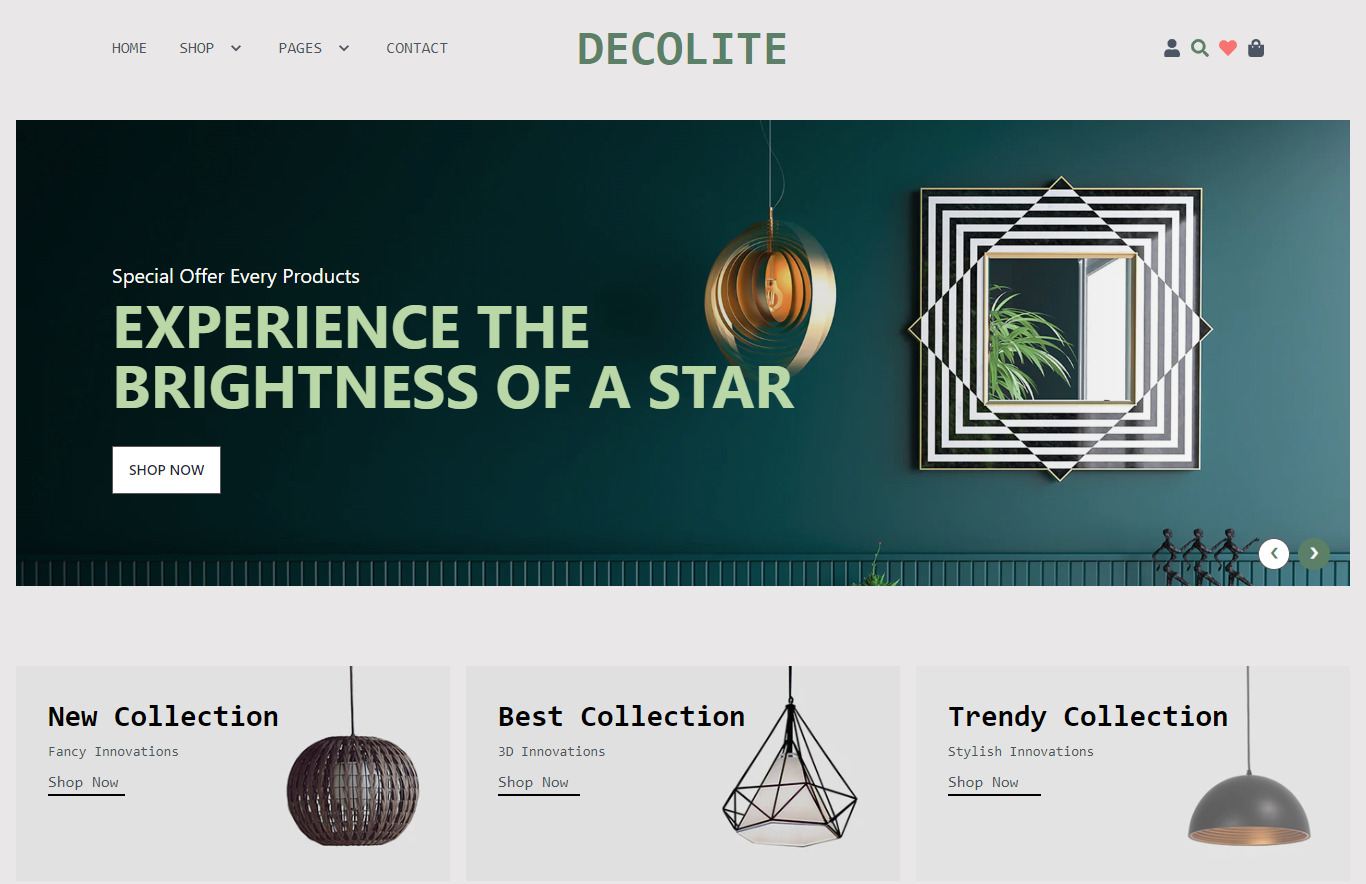 HOME SHOP PAGES CONTACT
DECOLITE
Special Offer Every Products
EXPERIENCE THE
BRIGHTNESS OF A STAR
SHOP NOW
New Collection
Fancy Innovations
Shop Now
Best Collection
3D Innovations
Shop Now
Trendy Collection
Stylish Innovations
Shop Now